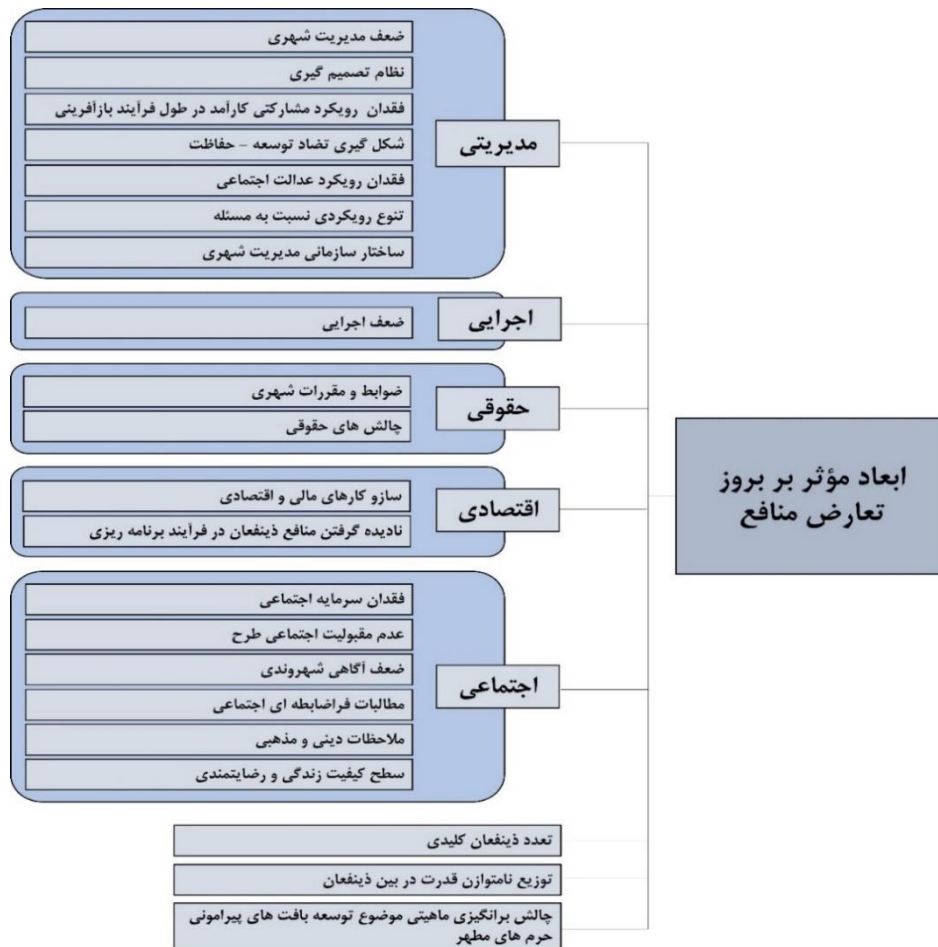 ابعاد مؤثر بر بروز
تعارض منافع
مدیریتی
ضعف مدیریت شهری
نظام تصمیم گیری
فقدان رویکرد مشارکتی کارآمد در طول فرآیند بازآفرینی
شکل گیری تضاد توسعه – حفاظت
فقدان رویکرد عدالت اجتماعی
تنوع رویکردی نسبت به مسئله
ساختار سازمانی مدیریت شهری
اجرایی
ضعف اجرایی
حقوقی
ضوابط و مقررات شهری
چالش های حقوقی
اقتصادی
سازو کارهای مالی و اقتصادی
نادیده گرفتن منافع ذینفعان در فرآیند برنامه ریزی
اجتماعی
فقدان سرمایه اجتماعی
عدم مقبولیت اجتماعی طرح
ضعف آگاهی شهروندی
مطالبات فراضابطه ای اجتماعی
ملاحظات دینی و مذهبی
سطح کیفیت زندگی و رضایتمندی
تعدد ذینفعان کلیدی
توزیع نامتوازن قدرت در بین ذینفعان
چالش برانگیزی ماهیتی موضوع توسعه بافت های پیرامونی
حرم های مطهر